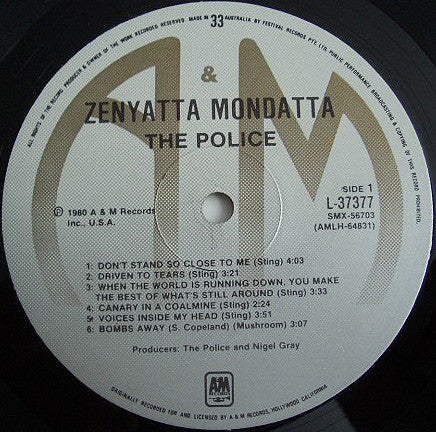 ALL RIGHTS OF THE RECORD PRODUCER & OWNER OF THE WORK RECORDED RESERVED MADE IN 33 AUSTRALIA BY FESTIVAL RECORDS PTY. LTD. PUBLIC PERFORMANCE BROADCASTING & COPYING OF THIS RECORD PROHIBITED.
&
ZENYATTA MONDATTA
THE POLICE
SIDE 1
L-37377
SMX-56703
(AMLH-64831)
Ⓟ 1980 A & M Records
Inc., U.S.A.
1: DON'T STAND SO CLOSE TO ME (Sting) 4:03
2: DRIVEN TO TEARS (Sting) 3:21
3: WHEN THE WORLD IS RUNNING DOWN, YOU MAKE
THE BEST OF WHAT'S STILL AROUND (Sting) 3:33
4: CANARY IN A COALMINE (Sting) 2:24
5: VOICES INSIDE MY HEAD (Sting) 3:51
6: BOMBS AWAY (S. Copeland) (Mushroom) 3:07
Producers: The Police and Nigel Gray
A&M
RECORDS
ORIGINALLY RECORDED FOR AND LICENSED BY A & M RECORDS, HOLLYWOOD CALIFORNIA